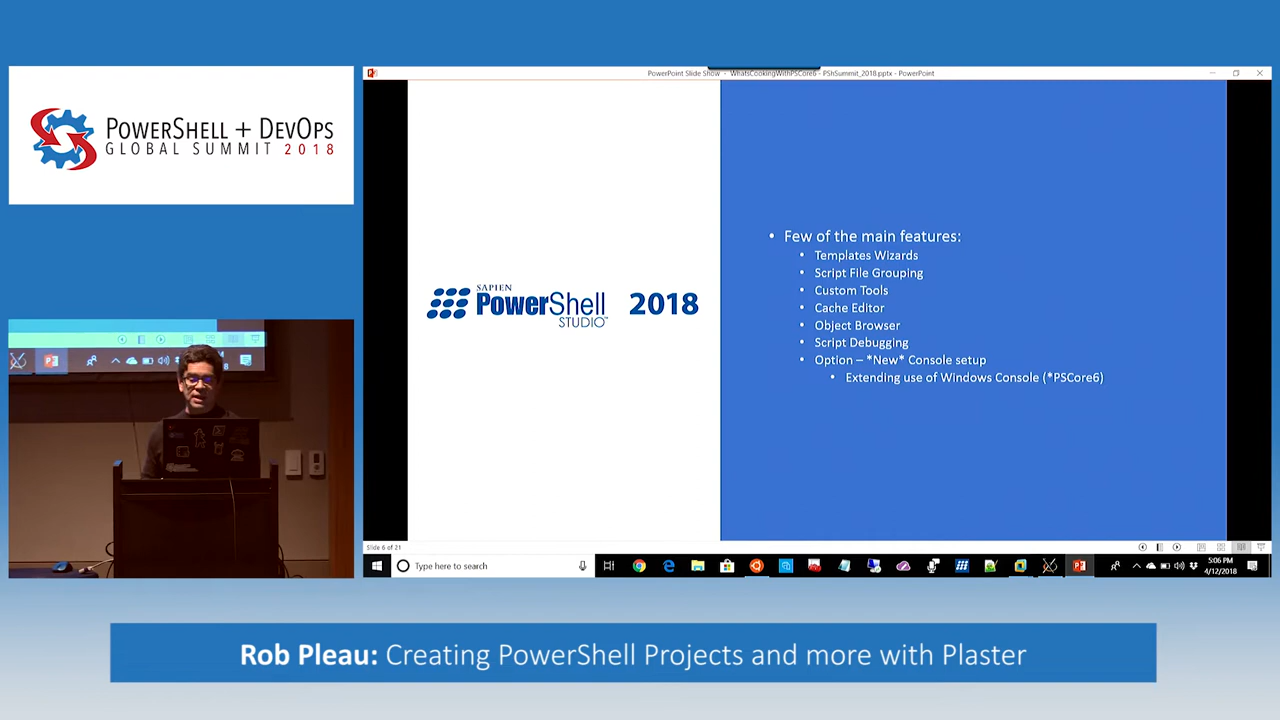 POWERSHELL + DEVOPS
GLOBAL SUMMIT 2018
PowerPoint Slide Show - WhatsCookingWithPSCore6 - PShSummit_2018.pptx - PowerPoint
SAPIEN
PowerShell 2018
STUDIO™
• Few of the main features:
• Templates Wizards
• Script File Grouping
• Custom Tools
• Cache Editor
• Object Browser
• Script Debugging
• Option – *New* Console setup
• Extending use of Windows Console (*PSCore6)
Slide 6 of 21
Type here to search
5:06 PM
4/12/2018
Rob Pleau: Creating PowerShell Projects and more with Plaster